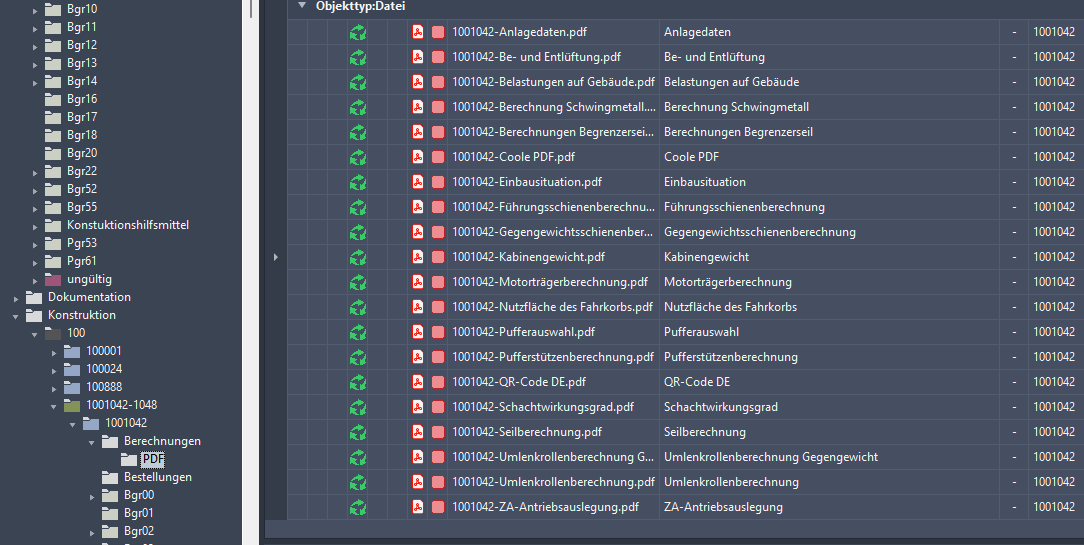 Bgr10
Bgr11
Bgr12
Bgr13
Bgr14
Bgr16
Bgr17
Bgr18
Bgr20
Bgr22
Bgr52
Bgr55
Konstuktionshilfsmittel
Pgr53
Pgr61
ungültig
Dokumentation
Konstruktion
100
100001
100024
100888
1001042-1048
1001042
Berechnungen
PDF
Bestellungen
Bgr00
Bgr01
Bgr02
Objekttyp:Datei
1001042-Anlagedaten.pdf Anlagedaten - 1001042
1001042-Be- und Entlüftung.pdf Be- und Entlüftung - 1001042
1001042-Belastungen auf Gebäude.pdf Belastungen auf Gebäude - 1001042
1001042-Berechnung Schwingmetall.... Berechnung Schwingmetall - 1001042
1001042-Berechnungen Begrenzersei... Berechnungen Begrenzerseil - 1001042
1001042-Coole PDF.pdf Coole PDF - 1001042
1001042-Einbausituation.pdf Einbausituation - 1001042
1001042-Führungsschienenberechnu... Führungsschienenberechnung - 1001042
1001042-Gegengewichtsschienenber... Gegengewichtsschienenberechnung - 1001042
1001042-Kabinengewicht.pdf Kabinengewicht - 1001042
1001042-Motorträgerberechnung.pdf Motorträgerberechnung - 1001042
1001042-Nutzfläche des Fahrkorbs.pdf Nutzfläche des Fahrkorbs - 1001042
1001042-Pufferauswahl.pdf Pufferauswahl - 1001042
1001042-Pufferstützenberechnung.pdf Pufferstützenberechnung - 1001042
1001042-QR-Code DE.pdf QR-Code DE - 1001042
1001042-Schachtwirkungsgrad.pdf Schachtwirkungsgrad - 1001042
1001042-Seilberechnung.pdf Seilberechnung - 1001042
1001042-Umlenkrollenberechnung G... Umlenkrollenberechnung Gegengewicht - 1001042
1001042-Umlenkrollenberechnung.pdf Umlenkrollenberechnung - 1001042
1001042-ZA-Antriebsauslegung.pdf ZA-Antriebsauslegung - 1001042